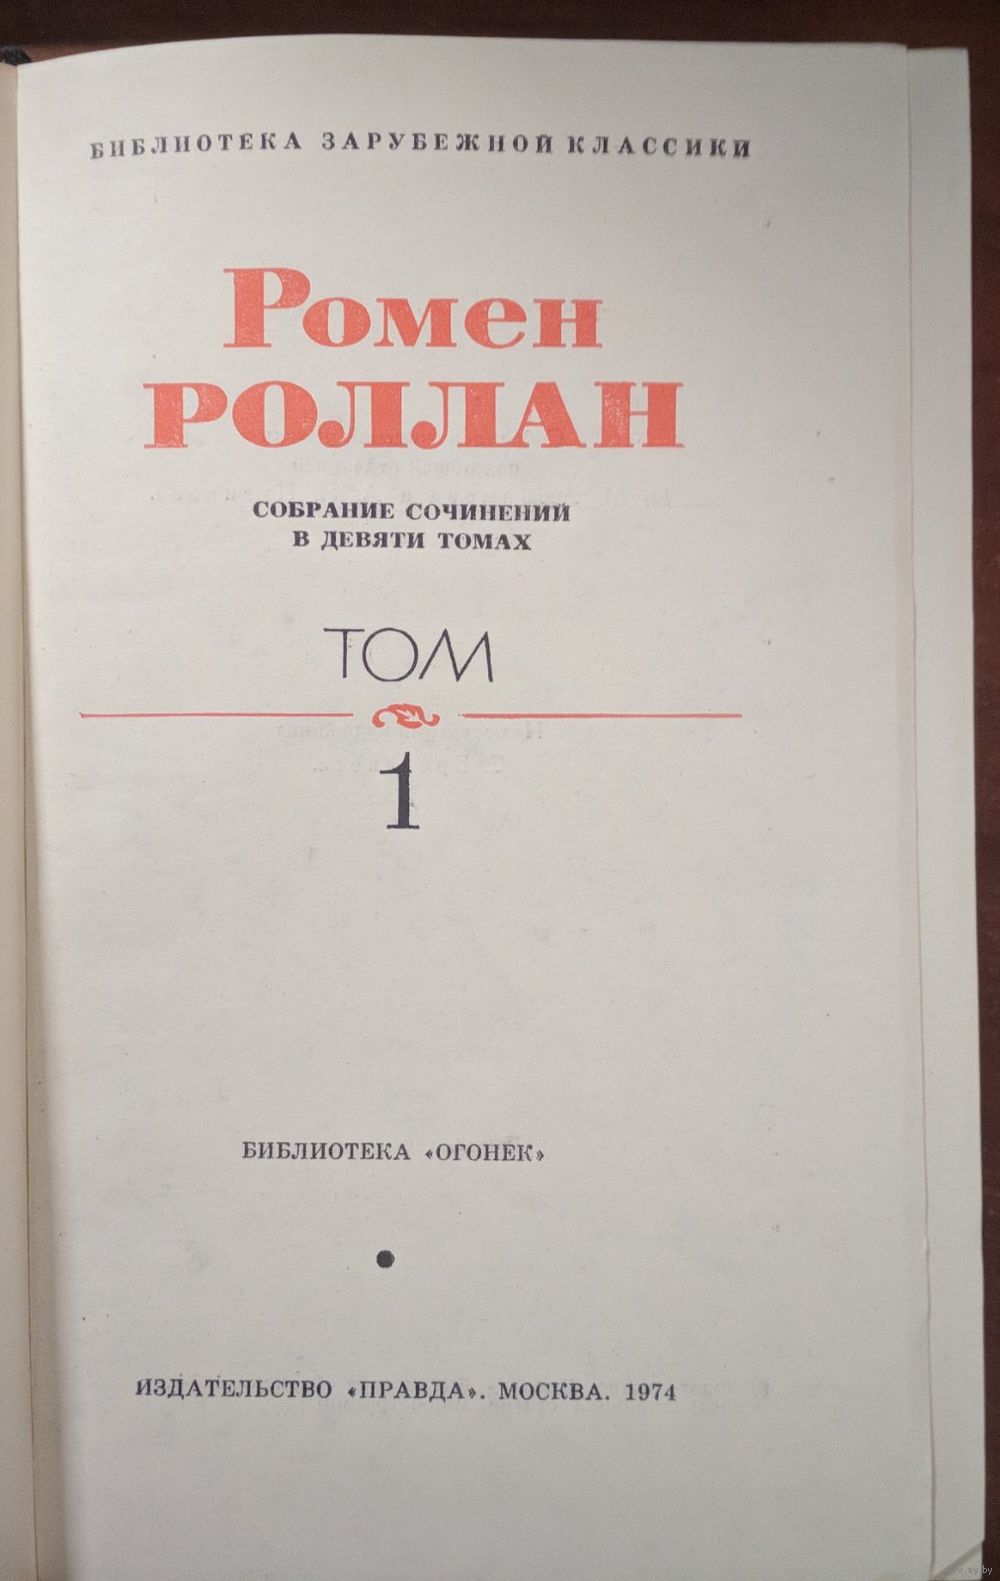 БИБЛИОТЕКА ЗАРУБЕЖНОЙ КЛАССИКИ
Ромен
РОЛЛАН
СОБРАНИЕ СОЧИНЕНИЙ
В ДЕВЯТИ ТОМАХ
ТОМ
1
БИБЛИОТЕКА «ОГОНЕК»
ИЗДАТЕЛЬСТВО «ПРАВДА». МОСКВА. 1974